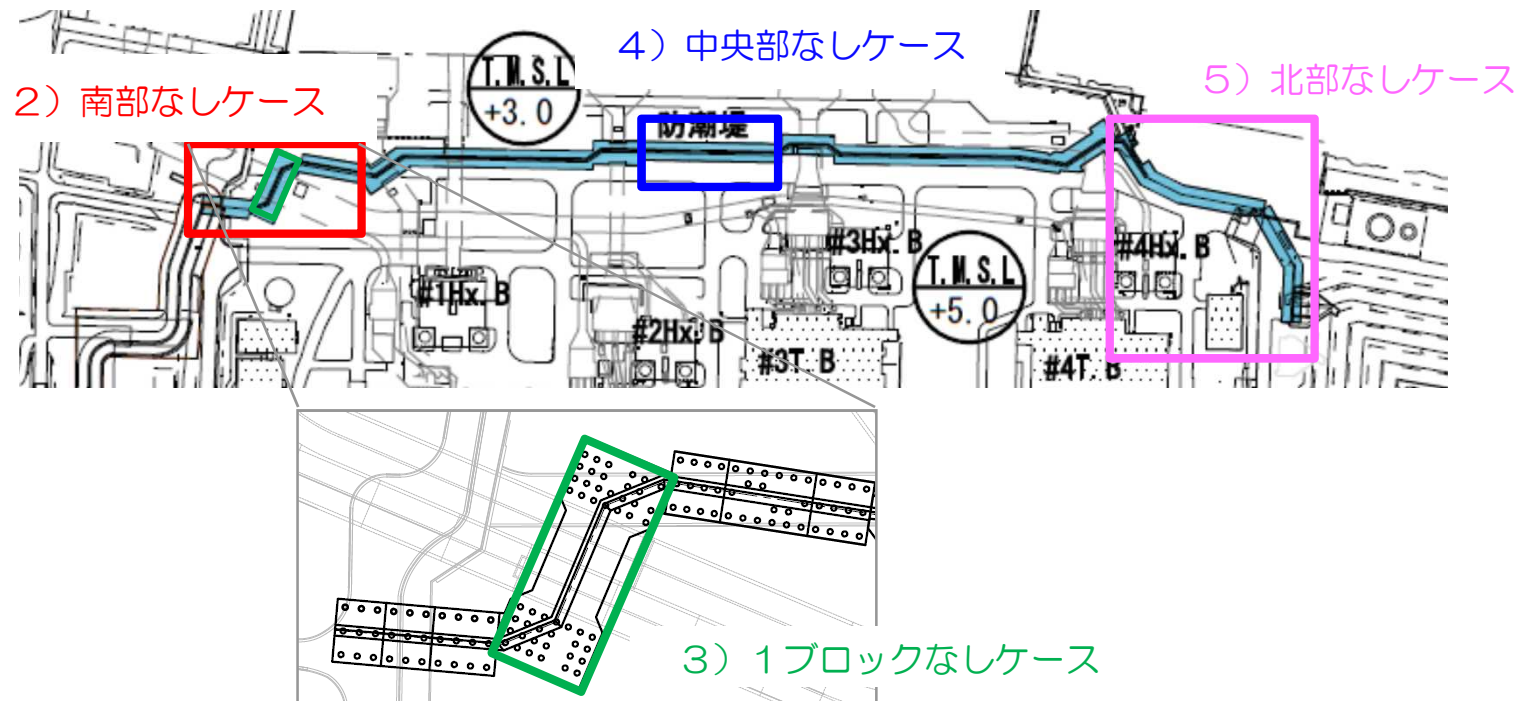 4）中央部なしケース
5）北部なしケース
2）南部なしケース
T.M.S.L
+3.0
防潮堤
#3Hx.B
#4Hx.B
T.M.S.L
+5.0
#1Hx.B
#2Hx.B
#3T.B
#4T.B
3）1ブロックなしケース